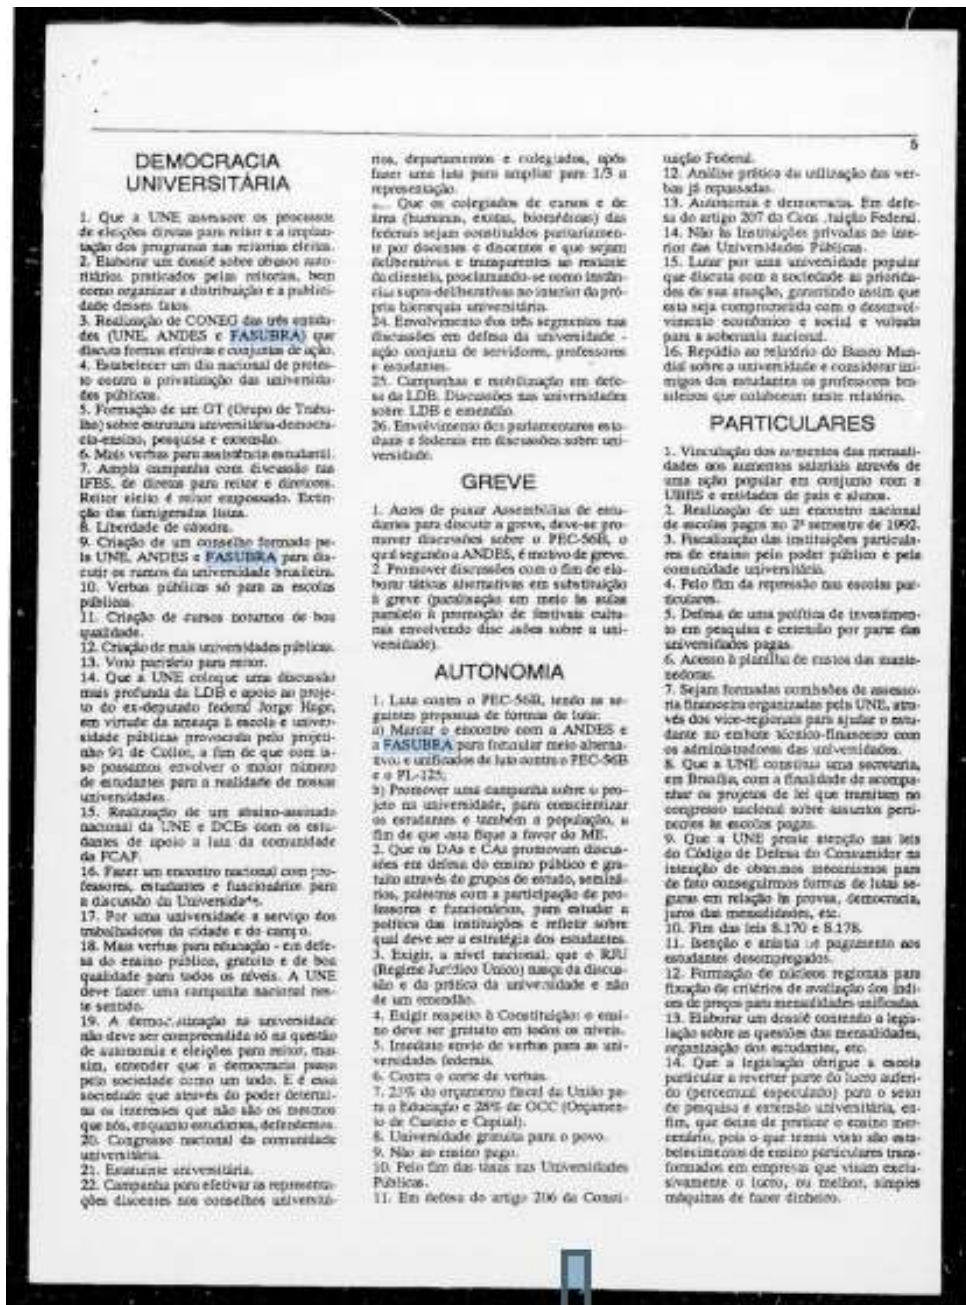 5
DEMOCRACIA
UNIVERSITÁRIA
1. Que a UNE assessore os processos
de eleições diretas para reitor e a implan-
tação dos programas nas reitorias eleitas.
2. Elaborar um dossiê sobre abusos auto-
ritários praticados pelas reitorias, bem
como organizar a distribuição e a publici-
dade desses fatos.
3. Realização de CONEG das três entida-
des (UNE, ANDES e FASUBRA) que
discuta formas efetivas e conjuntas de ação.
4. Estabelecer um dia nacional de protes-
to contra a privatização das universida-
des públicas.
5. Formação de um GT (Grupo de Traba-
lho) sobre estrutura universitária-democra-
cia-ensino, pesquisa e extensão.
6. Mais verbas para assistência estudantil.
7. Ampla campanha com discussão nas
IFES, de diretas para reitor e diretores.
Reitor eleito é reitor empossado. Extin-
ção das famigeradas listas.
8. Liberdade de cátedra.
9. Criação de um conselho formado pe-
la UNE, ANDES e FASUBRA para dis-
cutir os rumos da universidade brasileira.
10. Verbas públicas só para as escolas
públicas.
11. Criação de cursos noturnos de boa
qualidade.
12. Criação de mais universidades públicas.
13. Voto paritário para reitor.
14. Que a UNE coloque uma discussão
mais profunda da LDB e apoio ao proje-
to do ex-deputado federal Jorge Hage,
em virtude da ameaça à escola e univer-
sidade públicas provocada pelo projeti-
nho 91 de Collor, a fim de que com is-
so possamos envolver o maior número
de estudantes para a realidade de nossas
universidades.
15. Realização de um abaixo-assinado
nacional da UNE e DCEs com os estu-
dantes de apoio a luta da comunidade
da FCAP.
16. Fazer um encontro nacional com pro-
fessores, estudantes e funcionários para
a discussão da
17. Por uma universidade a serviço dos
trabalhadores da cidade e do campo.
18. Mais verbas para educação - em defe-
sa do ensino público, gratuito e de boa
qualidade para todos os níveis. A UNE
deve fazer uma campanha nacional nes-
te sentido.
19. A na universidade
não deve ser compreendida só na questão
de autonomia e eleições para reitor, mas
sim, entender que a democracia passa
pela sociedade como um todo. E é essa
sociedade que através do poder determi-
na os interesses que não são os mesmos
que nós, enquanto estudantes, defendemos.
20. Congresso nacional da comunidade
universitária.
21. Estatuinte universitária.
22. Campanha para efetivar as representa-
ções discentes nos conselhos universitá-
rios, departamentos e colegiados, após
fazer uma luta para ampliar para 1/3 a
representação.
Que os colegiados de cursos e de
área (humanas, exatas, biomédicas) das
federais sejam constituídos paritariamen-
te por docentes e discentes e que sejam
deliberativas e transparentes ao restante
da clientela, proclamando-se como instân-
cias supra-deliberativas no interior da pró-
pria hierarquia universitária.
24. Envolvimento dos três segmentos nas
discussões em defesa da universidade -
ação conjunta de servidores, professores
e estudantes.
25. Campanhas e mobilização em defe-
sa da LDB. Discussões nas universidades
sobre LDB e emendão.
26. Envolvimento dos parlamentares esta-
duais e federais em discussões sobre uni-
versidade.
GREVE
1. Antes de puxar Assembléias de estu-
dantes para discutir a greve, deve-se pro-
mover discussões sobre o PEC-56B, o
qual segundo a ANDES, é motivo de greve.
2. Promover discussões com o fim de ela-
borar táticas alternativas em substituição
à greve (paralisação em meio às aulas
paralelo à promoção de festivais cultu-
rais envolvendo sobre a uni-
versidade).
AUTONOMIA
1. Luta contra o PEC-56B, tendo as se-
guintes propostas de formas de luta:
a) Marcar o encontro com a ANDES e
a FASUBRA para formular meio alterna-
tivos e unificados de luta contra o PEC-56B
e o PL-125;
b) Promover uma campanha sobre o pro-
jeto na universidade, para conscientizar
os estudantes e também a população, a
fim de que esta fique a favor do ME.
2. Que os DAs e CAs promovam discus-
sões em defesa do ensino público e gra-
tuito através de grupos de estudo, seminá-
rios, palestras com a participação de pro-
fessores e funcionários, para estudar a
política das instituições e refletir sobre
qual deve ser a estratégia dos estudantes.
3. Exigir, a nível nacional, que o RJU
(Regime Jurídico Único) nasça da discus-
são e da prática da universidade e não
de um emendão.
4. Exigir respeito à Constituição: o ensi-
no deve ser gratuito em todos os níveis.
5. Imediato envio de verbas para as uni-
versidades federais.
6. Contra o corte de verbas.
7. 25% do orçamento fiscal da União pa-
ra a Educação e 28% de OCC (Orçamen-
to de Custeio e Capital).
8. Universidade gratuita para o povo.
9. Não ao ensino pago.
10. Pelo fim das taxas nas Universidades
Públicas.
11. Em defesa do artigo 206 da Consti-
tuição Federal.
12. Análise prática da utilização das ver-
bas já repassadas.
13. Autonomia e democracia. Em defe-
sa do artigo 207 da Constituição Federal.
14. Não às Instituições privadas no inte-
rior das Universidades Públicas.
15. Lutar por uma universidade popular
que discuta com a sociedade as priorida-
des de sua atuação, garantindo assim que
esta seja comprometida com o desenvol-
vimento econômico e social e voltada
para a soberania nacional.
16. Repúdio ao relatório do Banco Mun-
dial sobre a universidade e considerar ini-
migos dos estudantes os professores bra-
sileiros que colaboram neste relatório.
PARTICULARES
1. Vinculação dos aumentos das mensali-
dades aos aumentos salariais através de
uma ação popular em conjunto com a
UBES e entidades de pais e alunos.
2. Realização de um encontro nacional
de escolas pagas no 2º semestre de 1992.
3. Fiscalização das instituições particula-
res de ensino pelo poder público e pela
comunidade universitária.
4. Pelo fim da repressão nas escolas par-
ticulares.
5. Defesa de uma política de investimen-
to em pesquisa e extensão por parte das
universidades pagas.
6. Acesso à planilha de custos das mante-
nedoras.
7. Sejam formadas comissões de assesso-
ria financeira organizadas pela UNE, atra-
vés dos vice-regionais para ajudar o estu-
dante no embate técnico-financeiro com
os administradores das universidades.
8. Que a UNE constitua uma secretaria,
em Brasília, com a finalidade de acompa-
nhar os projetos de lei que tramitam no
congresso nacional sobre assuntos perti-
nentes às escolas pagas.
9. Que a UNE preste atenção nas leis
do Código de Defesa do Consumidor na
intenção de obtermos mecanismos para
de fato conseguirmos formas de lutas se-
guras em relação às provas, democracia,
juros das mensalidades, etc.
10. Fim das leis 8.170 e 8.178.
11. Isenção e anistia de pagamento aos
estudantes desempregados.
12. Formação de núcleos regionais para
fixação de critérios de avaliação dos índi-
ces de preços para mensalidades unificadas.
13. Elaborar um dossiê contendo a legis-
lação sobre as questões das mensalidades,
organização dos estudantes, etc.
14. Que a legislação obrigue a escola
particular a reverter parte do lucro auferi-
do (percentual especulado) para o setor
de pesquisa e extensão universitária, en-
fim, que deixe de praticar o ensino mer-
cenário, pois o que temos visto são esta-
belecimentos de ensino particulares trans-
formados em empresas que visam exclu-
sivamente o lucro, ou melhor, simples
máquinas de fazer dinheiro.